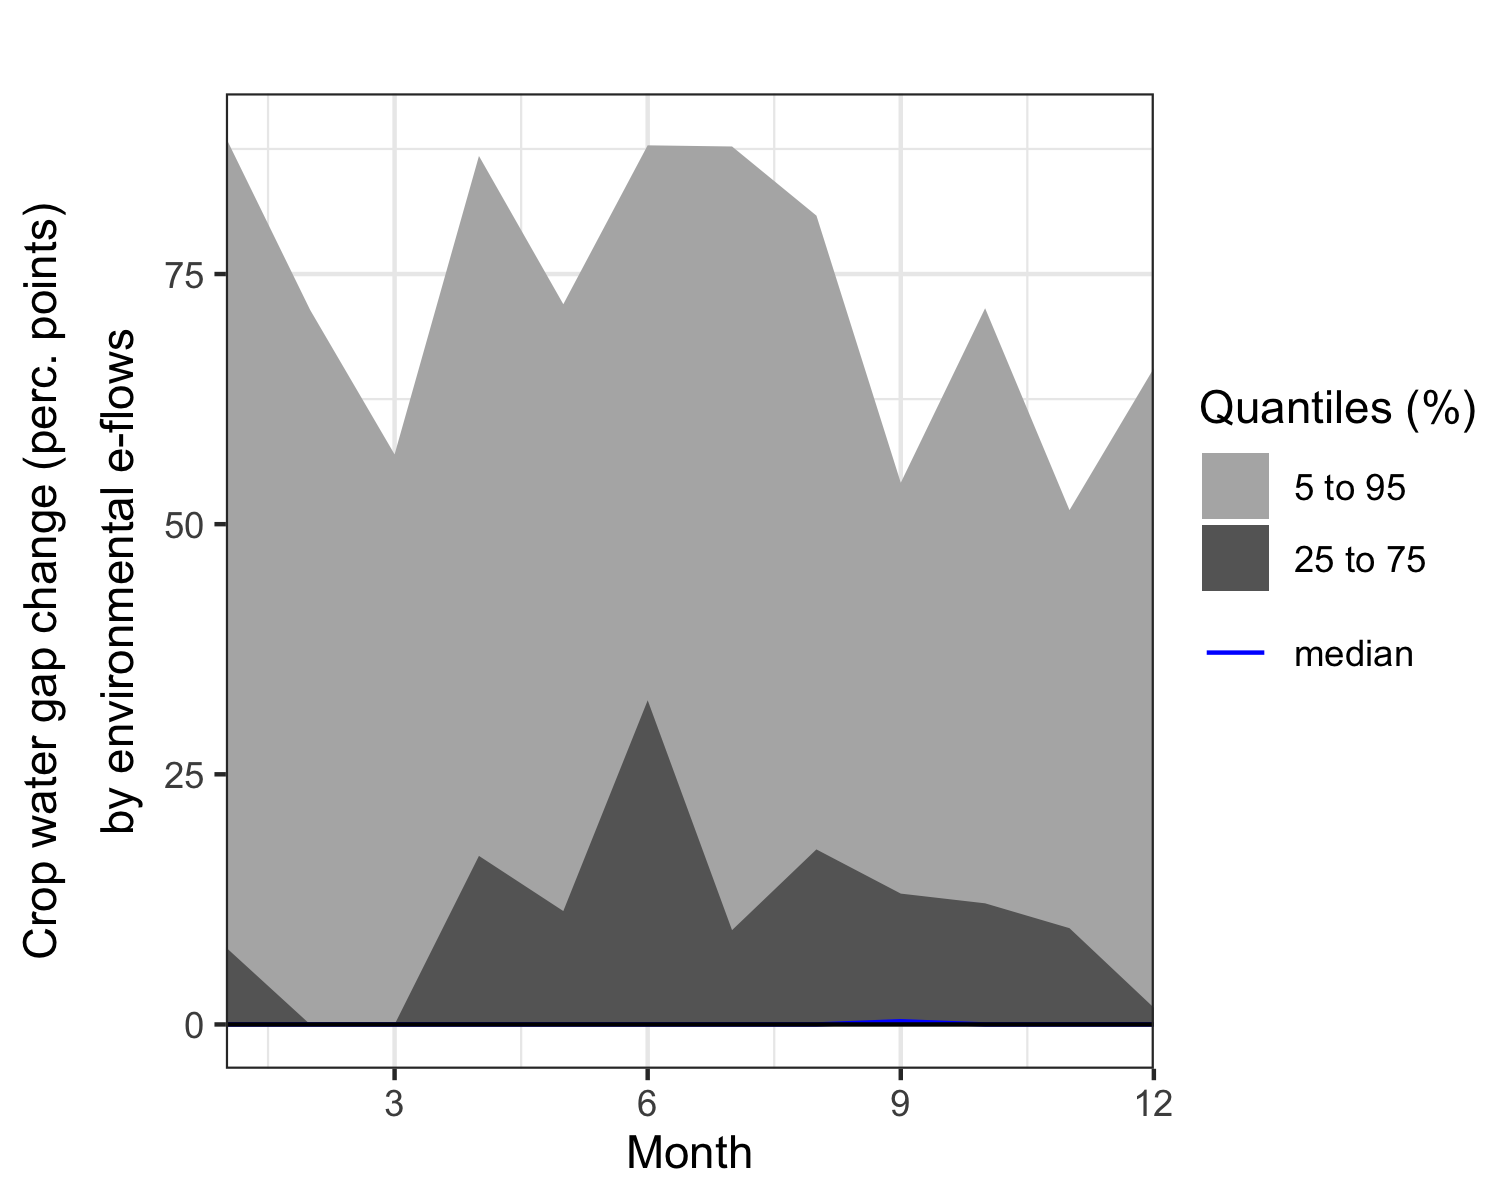 Crop water gap change (perc. points)
by environmental e-flows
75
50
25
0
3
6
9
12
Month
Quantiles (%)
5 to 95
25 to 75
median